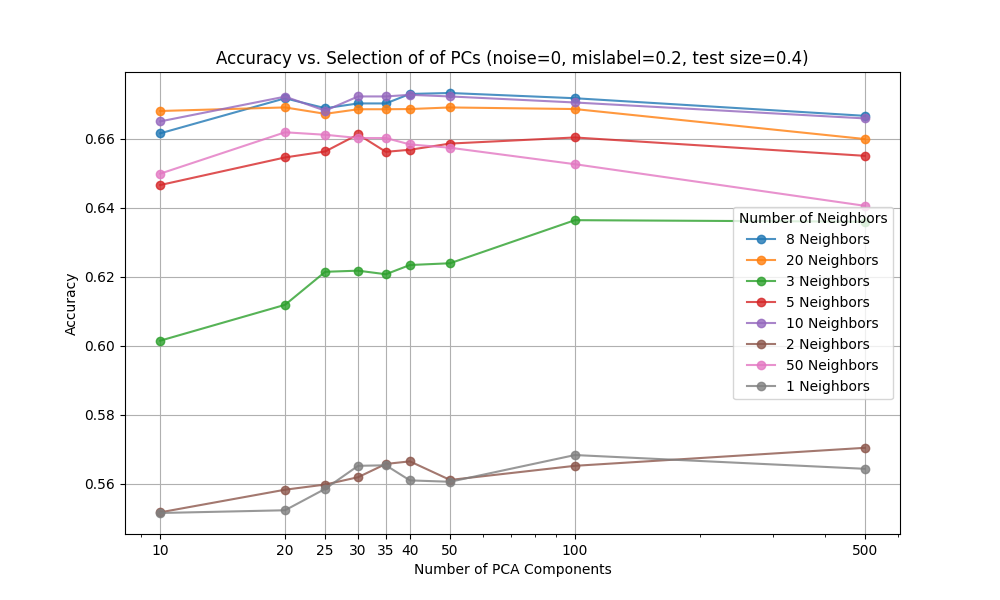 Accuracy vs. Selection of of PCs (noise=0, mislabel=0.2, test size=0.4)
Accuracy
0.66
0.64
0.62
0.60
0.58
0.56
Number of Neighbors
8 Neighbors
20 Neighbors
3 Neighbors
5 Neighbors
10 Neighbors
2 Neighbors
50 Neighbors
1 Neighbors
10 20 25 30 35 40 50 100 500
Number of PCA Components